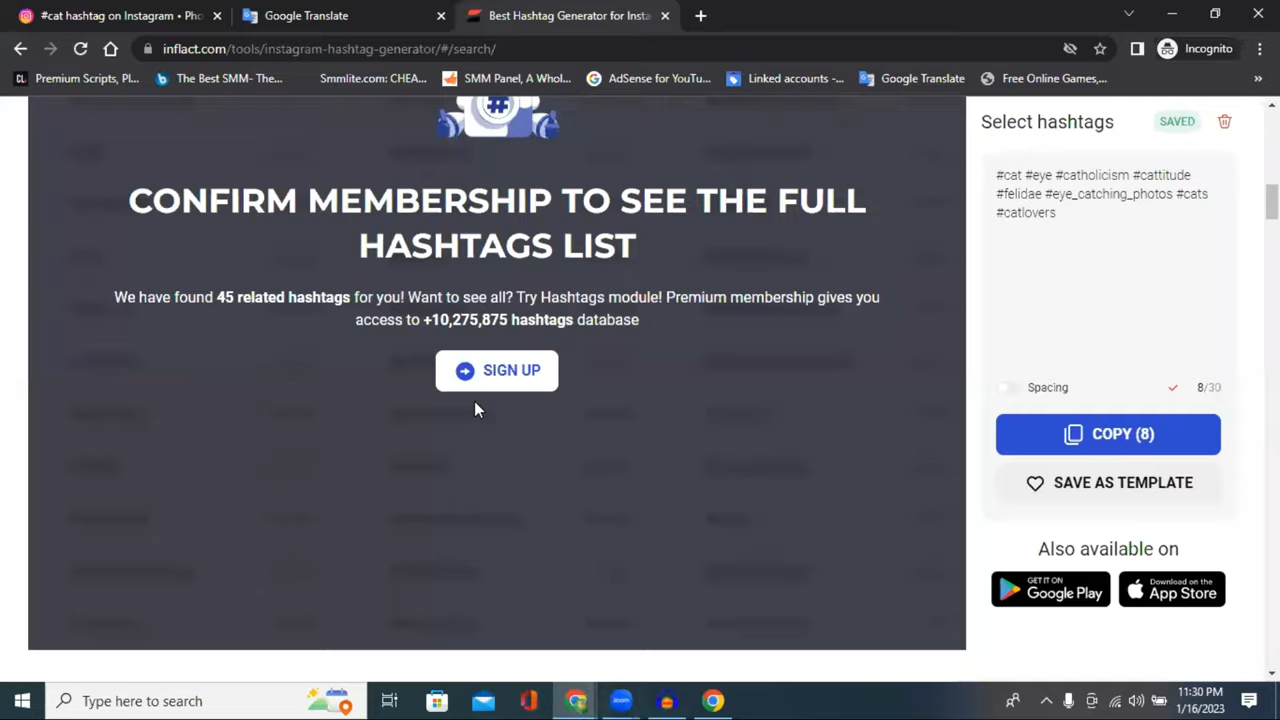 #cat hashtag on Instagram • Pho
Google Translate
Best Hashtag Generator for Insta
inflact.com/tools/instagram-hashtag-generator/#/search/
Incognito
Premium Scripts, Pl...
The Best SMM- The...
Smmlite.com: CHEA...
SMM Panel, A Whol...
AdSense for YouTu...
Linked accounts -...
Google Translate
Free Online Games,...
»
#
CONFIRM MEMBERSHIP TO SEE THE FULL
HASHTAGS LIST
We have found 45 related hashtags for you! Want to see all? Try Hashtags module! Premium membership gives you
access to +10,275,875 hashtags database
SIGN UP
Select hashtags
SAVED
#cat #eye #catholicism #cattitude
#felidae #eye_catching_photos #cats
#catlovers
Spacing
8/30
COPY (8)
SAVE AS TEMPLATE
Also available on
GET IT ON
Google Play
Download on the
App Store
Type here to search
11:30 PM
1/16/2023